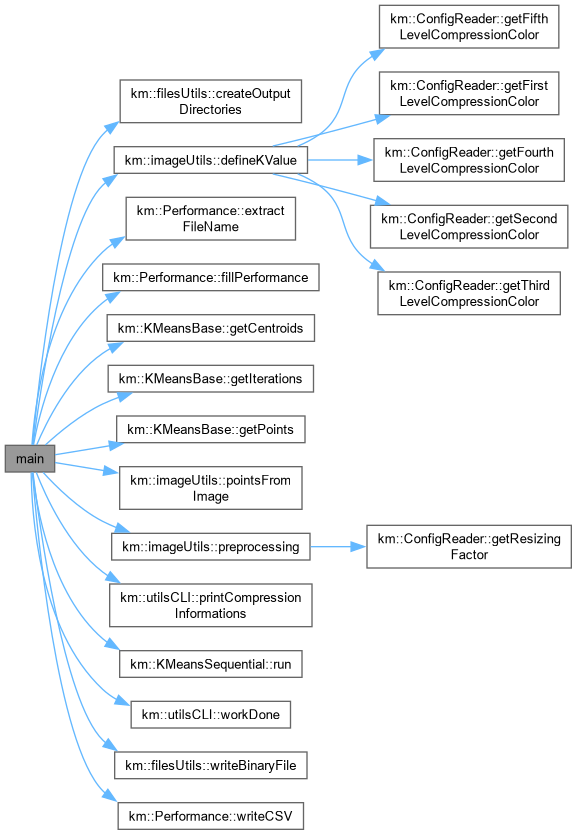 main
km::filesUtils::createOutput
Directories
km::imageUtils::defineKValue
km::Performance::extract
FileName
km::Performance::fillPerformance
km::KMeansBase::getCentroids
km::KMeansBase::getIterations
km::KMeansBase::getPoints
km::imageUtils::pointsFrom
Image
km::imageUtils::preprocessing
km::utilsCLI::printCompression
Informations
km::KMeansSequential::run
km::utilsCLI::workDone
km::filesUtils::writeBinaryFile
km::Performance::writeCSV
km::ConfigReader::getFifth
LevelCompressionColor
km::ConfigReader::getFirst
LevelCompressionColor
km::ConfigReader::getFourth
LevelCompressionColor
km::ConfigReader::getSecond
LevelCompressionColor
km::ConfigReader::getThird
LevelCompressionColor
km::ConfigReader::getResizing
Factor